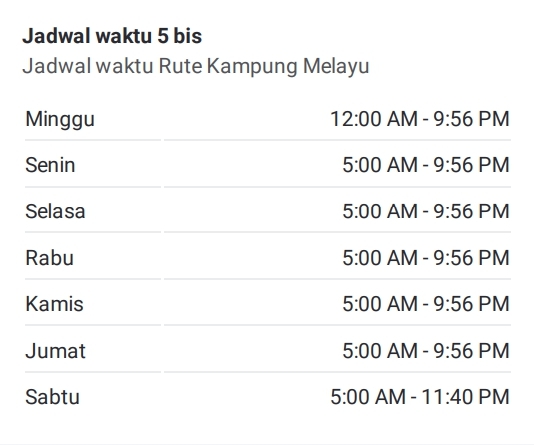 Jadwal waktu 5 bis
Jadwal waktu Rute Kampung Melayu
Minggu 12:00 AM - 9:56 PM
Senin 5:00 AM - 9:56 PM
Selasa 5:00 AM - 9:56 PM
Rabu 5:00 AM - 9:56 PM
Kamis 5:00 AM - 9:56 PM
Jumat 5:00 AM - 9:56 PM
Sabtu 5:00 AM - 11:40 PM